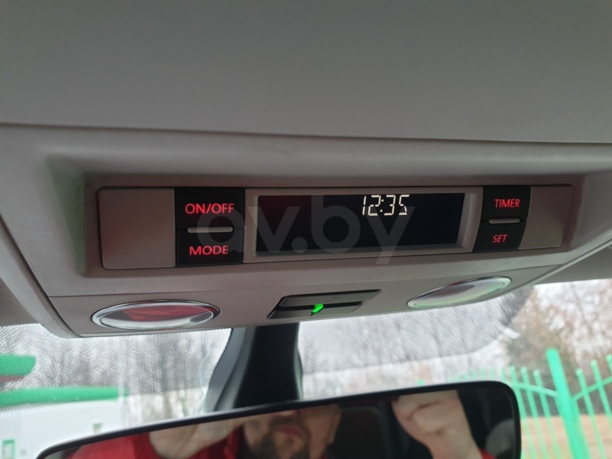 ON/OFF
MODE
12:35
TIMER
SET
av.by